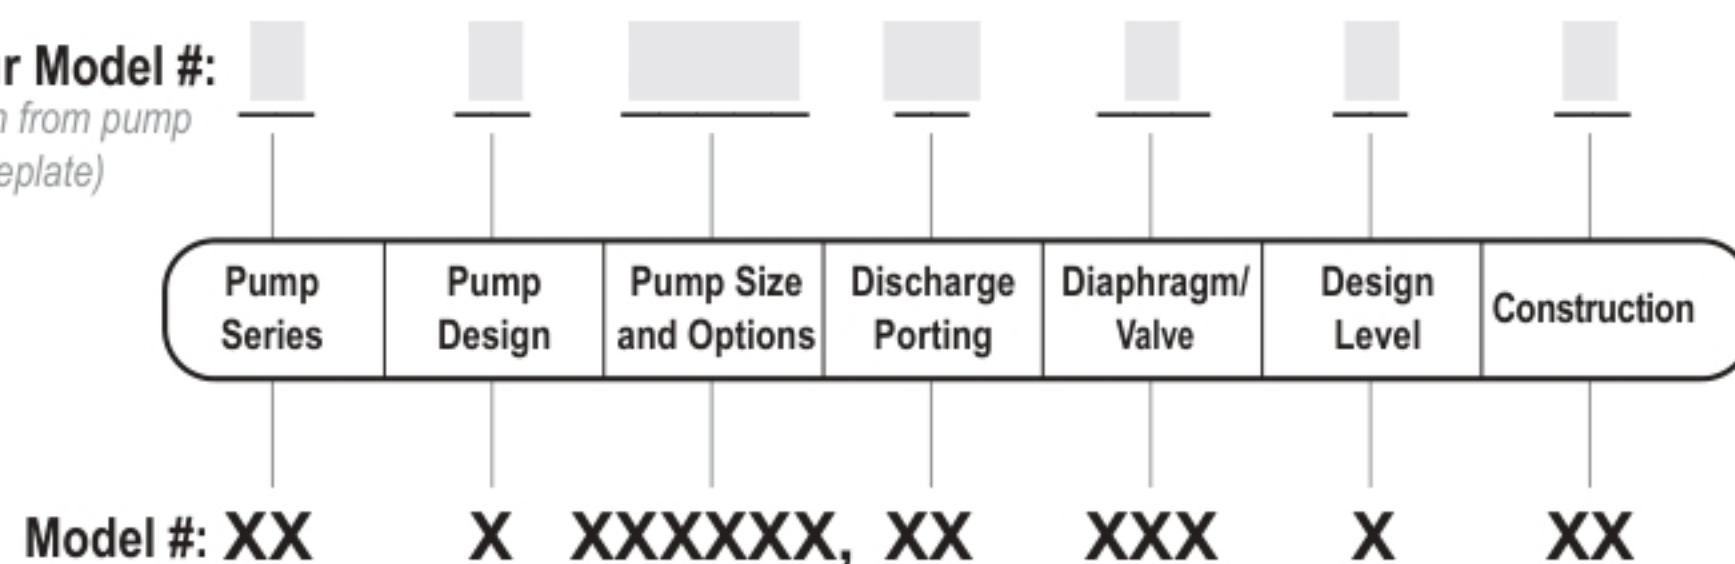 r Model #:
n from pump
eplate)
Pump Series
Pump Design
Pump Size and Options
Discharge Porting
Diaphragm/ Valve
Design Level
Construction
Model #: XX X XXXXXX, XX XXX X XX